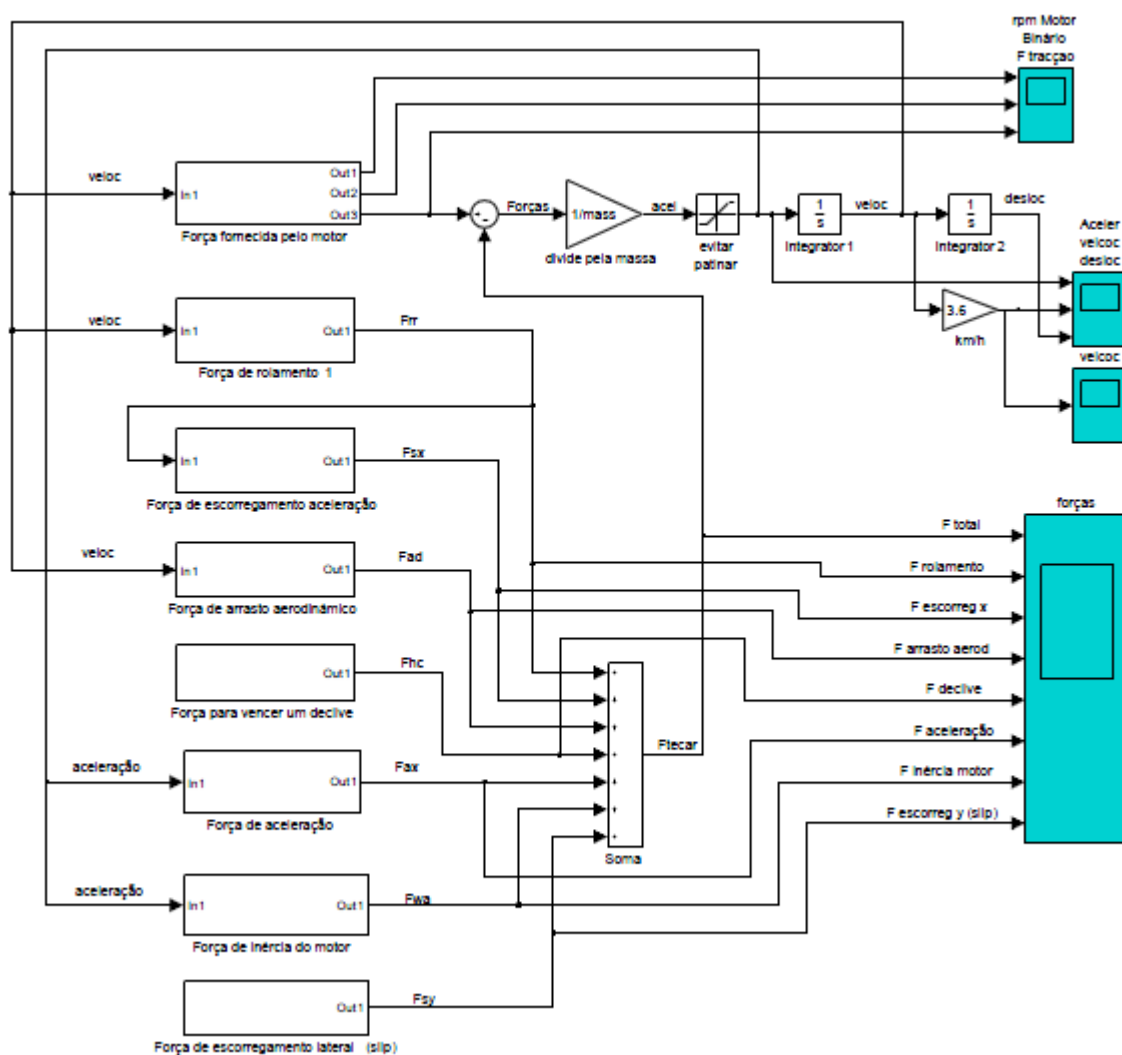 rpm Motor
Binário
F tracçao
veloc
In1
Out1
Out2
Out3
Força fornecida pelo motor
Forças
1/mass
divide pela massa
acel
evitar
patinar
1
s
Integrator 1
veloc
1
s
Integrator 2
desloc
Aceler
velcoc
desloc
3.6
km/h
velcoc
veloc
In1
Out1
Força de rolamento 1
Frr
In1
Out1
Força de escorregamento aceleração
Fsx
veloc
In1
Out1
Força de arrasto aerodinâmico
Fad
Out1
Força para vencer um declive
Fhc
aceleração
In1
Out1
Força de aceleração
Fax
aceleração
In1
Out1
Força de inércia do motor
Fwa
Out1
Força de escorregamento lateral (slip)
Fsy
Soma
Ftecar
forças
F total
F rolamento
F escorreg x
F arrasto aerod
F declive
F aceleração
F inércia motor
F escorreg y (slip)